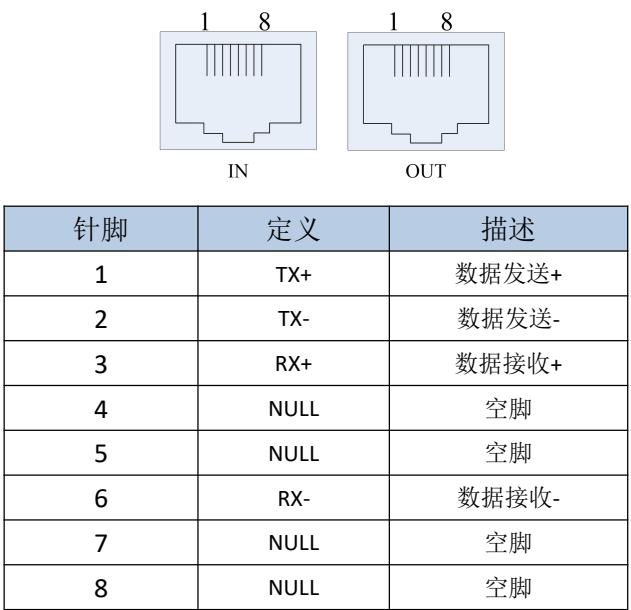 1 8 1 8
IN OUT
针脚 定义 描述
1 TX+ 数据发送+
2 TX- 数据发送-
3 RX+ 数据接收+
4 NULL 空脚
5 NULL 空脚
6 RX- 数据接收-
7 NULL 空脚
8 NULL 空脚